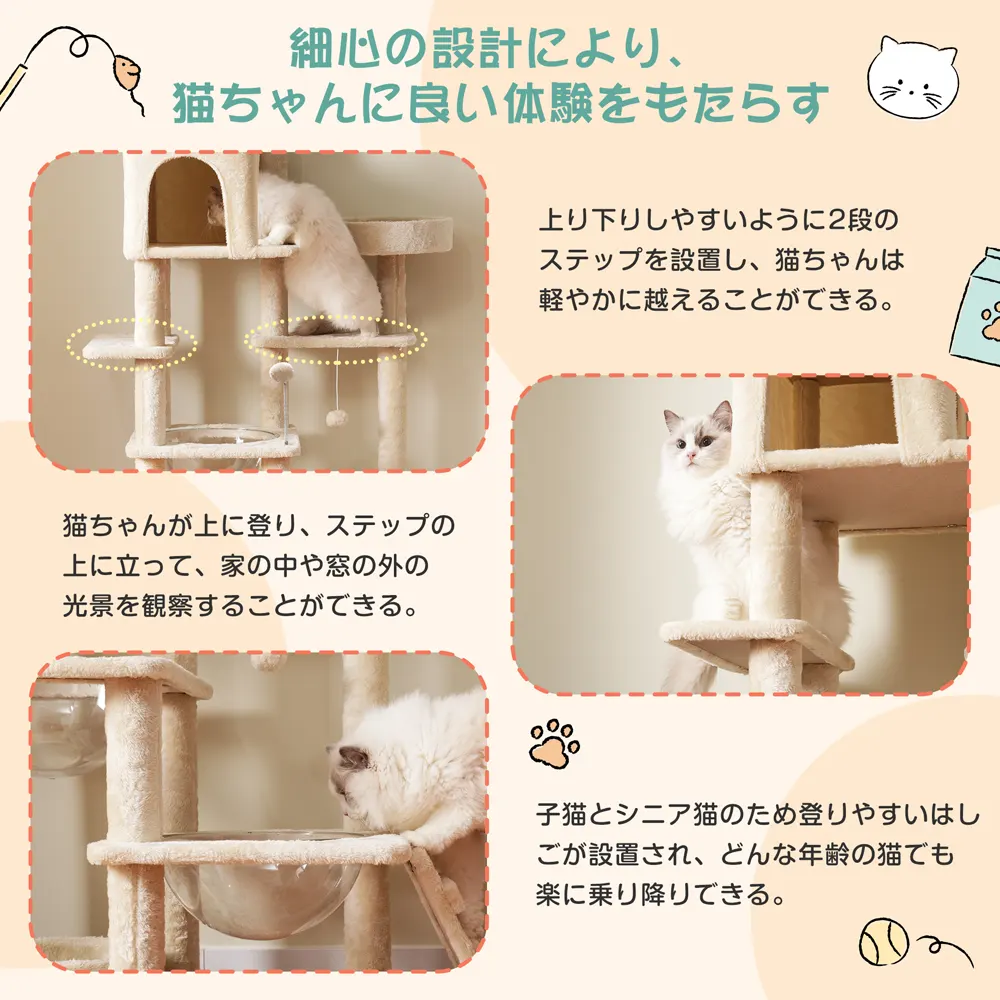 細心の設計により、
猫ちゃんに良い体験をもたらす
上り下りしやすいように2段の
ステップを設置し、猫ちゃんは
軽やかに越えることができる。
猫ちゃんが上に登り、ステップの
上に立って、家の中や窓の外の
光景を観察することができる。
子猫とシニア猫のため登りやすいはし
ごが設置され、どんな年齢の猫でも
楽に乗り降りできる。